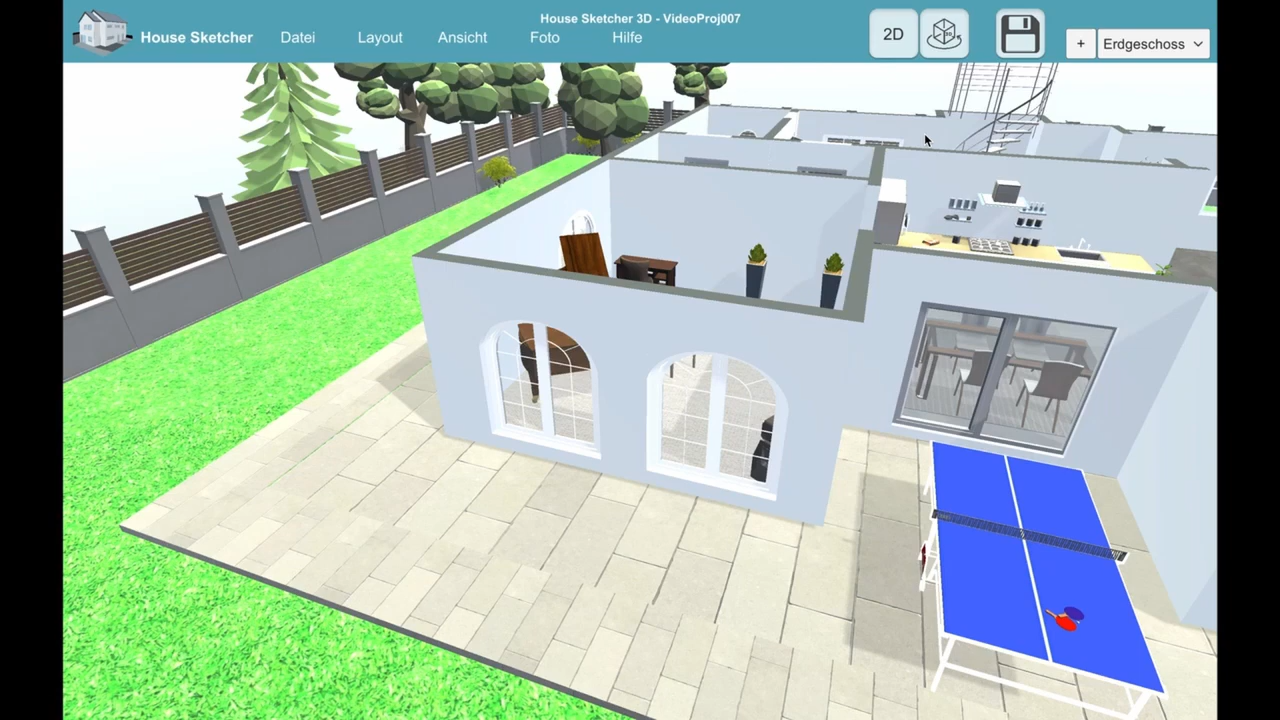 House Sketcher 3D - VideoProj007
House Sketcher Datei Layout Ansicht Foto Hilfe
2D
+ Erdgeschoss